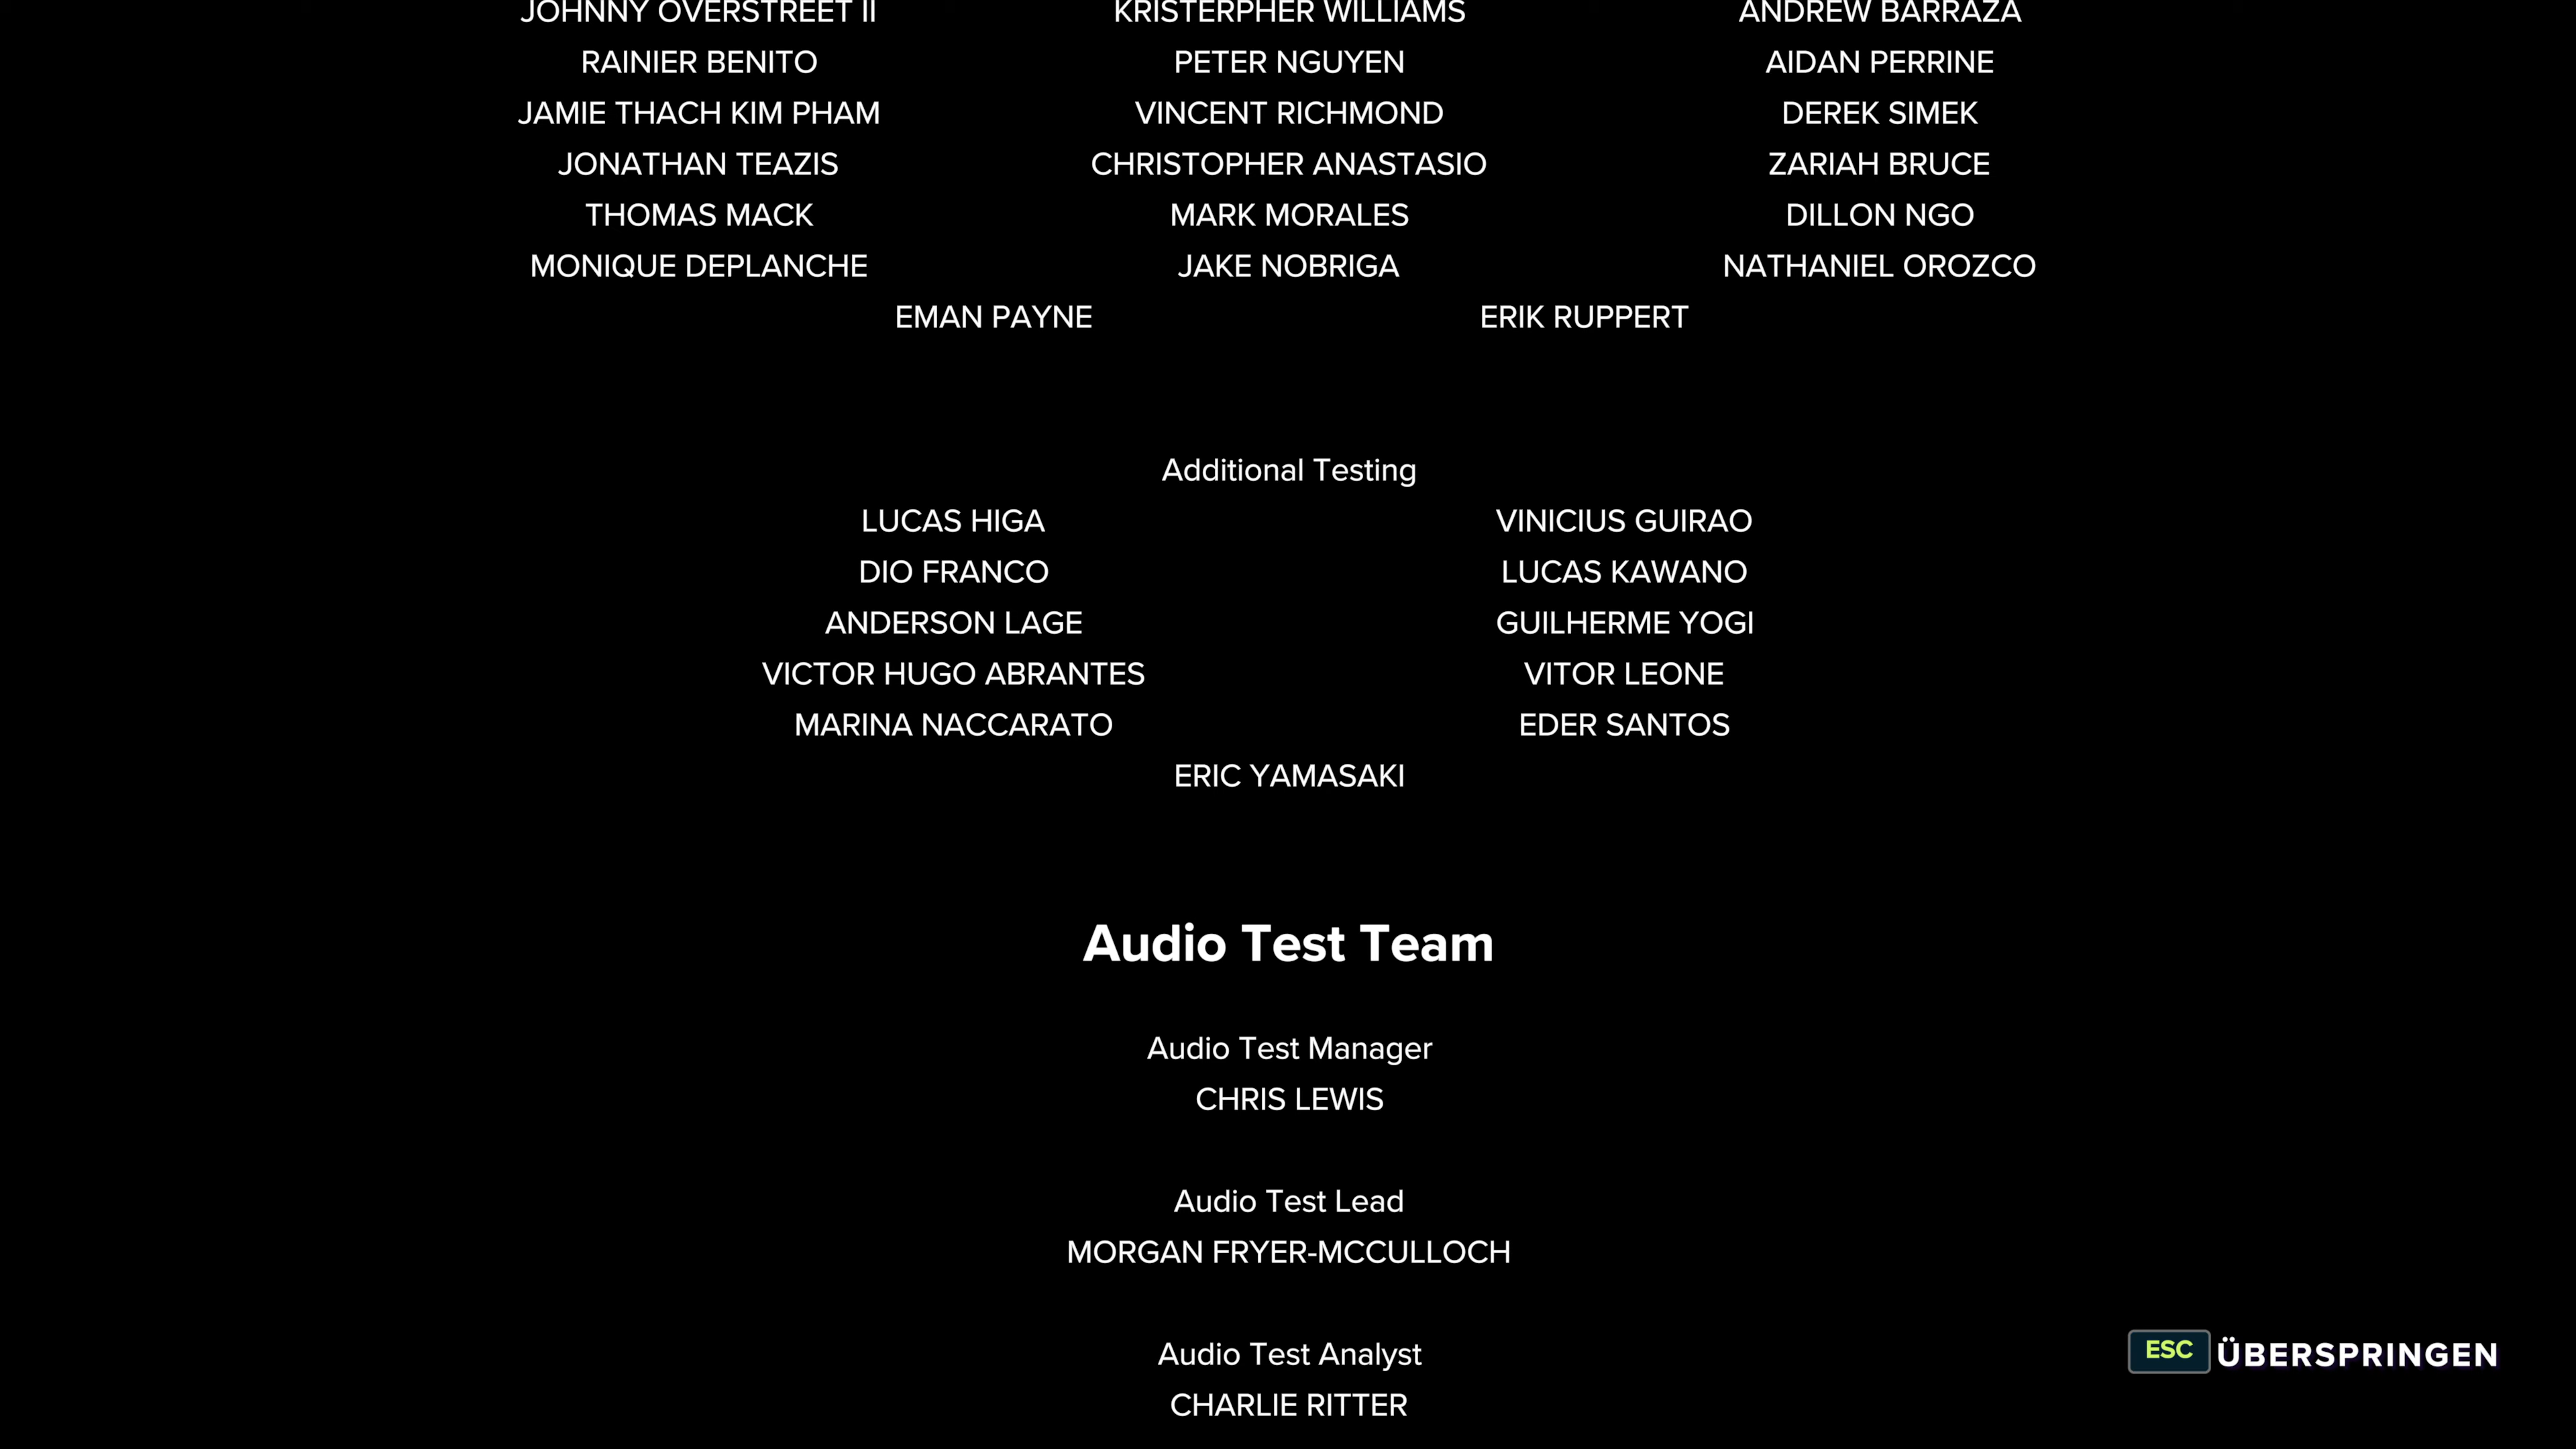 JOHNNY OVERSTREET II KRISTERPHER WILLIAMS ANDREW BARRAZA
RAINIER BENITO PETER NGUYEN AIDAN PERRINE
JAMIE THACH KIM PHAM VINCENT RICHMOND DEREK SIMEK
JONATHAN TEAZIS CHRISTOPHER ANASTASIO ZARIAH BRUCE
THOMAS MACK MARK MORALES DILLON NGO
MONIQUE DEPLANCHE JAKE NOBRIGA NATHANIEL OROZCO
EMAN PAYNE ERIK RUPPERT
Additional Testing
LUCAS HIGA VINICIUS GUIRAO
DIO FRANCO LUCAS KAWANO
ANDERSON LAGE GUILHERME YOGI
VICTOR HUGO ABRANTES VITOR LEONE
MARINA NACCARATO EDER SANTOS
ERIC YAMASAKI
Audio Test Team
Audio Test Manager
CHRIS LEWIS
Audio Test Lead
MORGAN FRYER-MCCULLOCH
Audio Test Analyst
CHARLIE RITTER
ESC ÜBERSPRINGEN